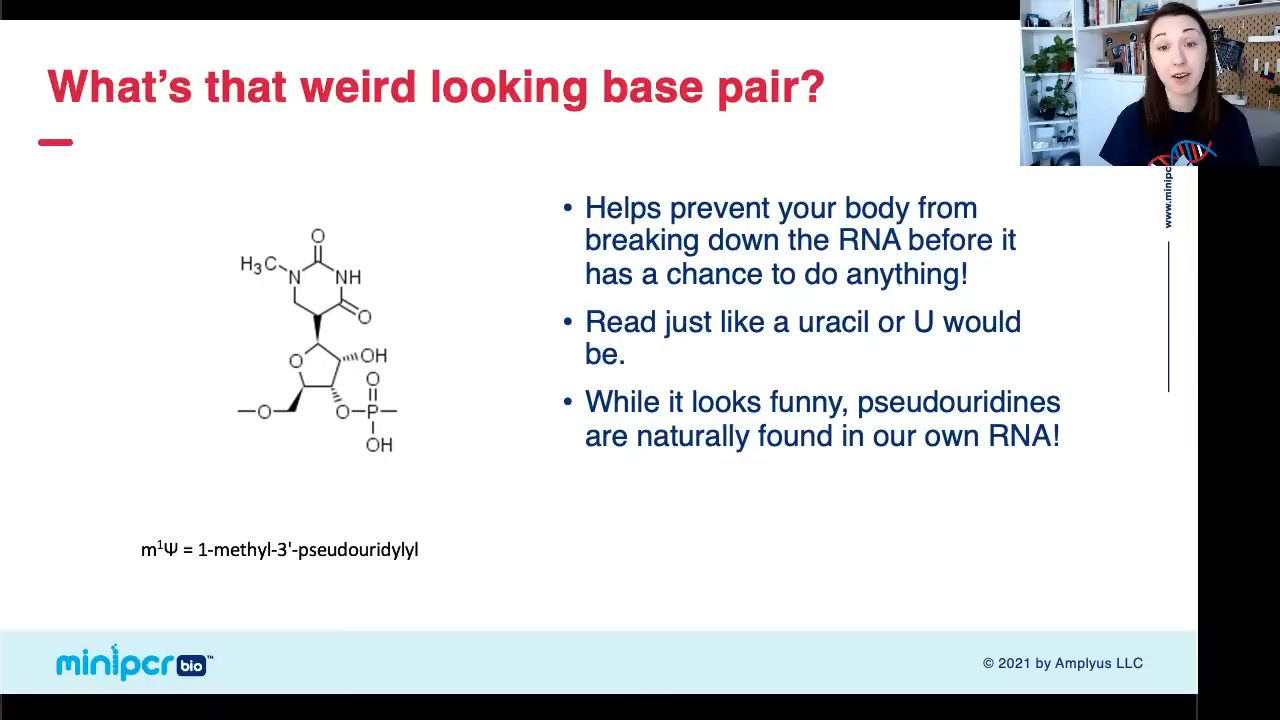 What's that weird looking base pair?
www.minipc
• Helps prevent your body from
breaking down the RNA before it
has a chance to do anything!
• Read just like a uracil or U would
be.
• While it looks funny, pseudouridines
are naturally found in our own RNA!
O
H₃C
N
NH
O
O
OH
O
O
O
P
OH
m¹Ψ = 1-methyl-3'-pseudouridylyl
minipcr bio™
© 2021 by Amplyus LLC